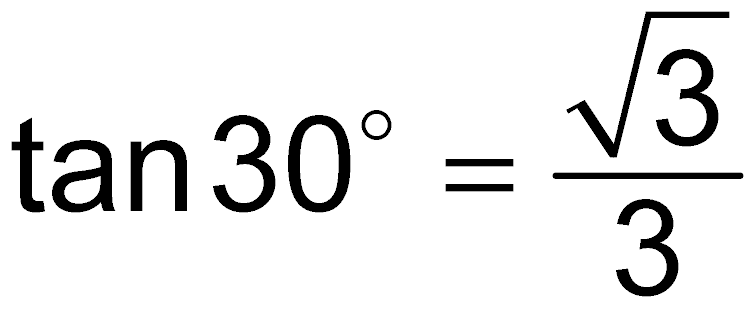 tan 30° = √3/3